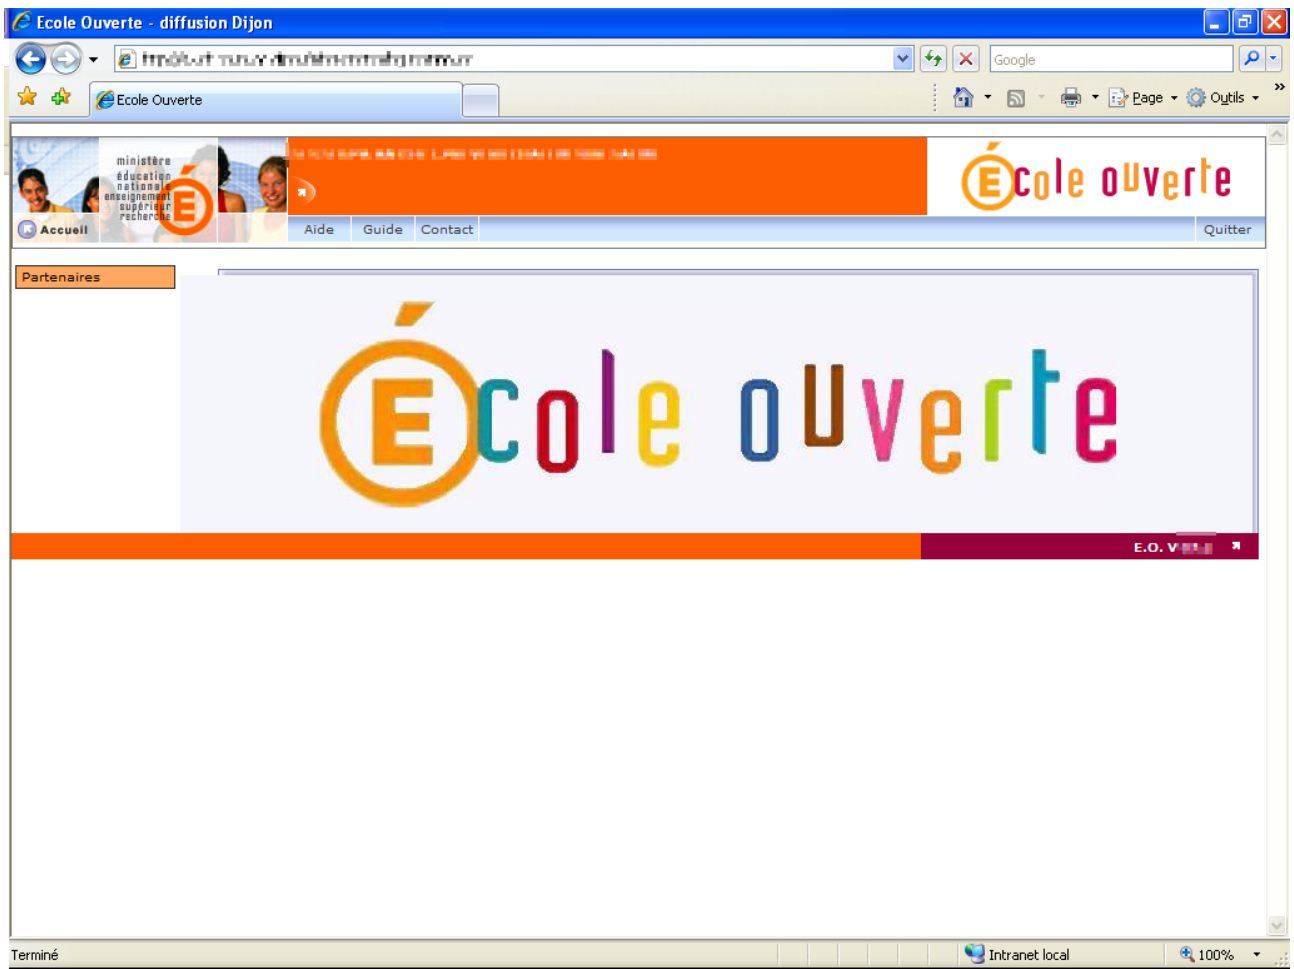 Ecole Ouverte - diffusion Dijon
Google
Ecole Ouverte
Page
Outils
ministère
éducation
nationale
enseignement
supérieur
recherche
École ouverte
Accueil
Aide Guide Contact
Quitter
Partenaires
École ouverte
E.O. V
Terminé
Intranet local
100%